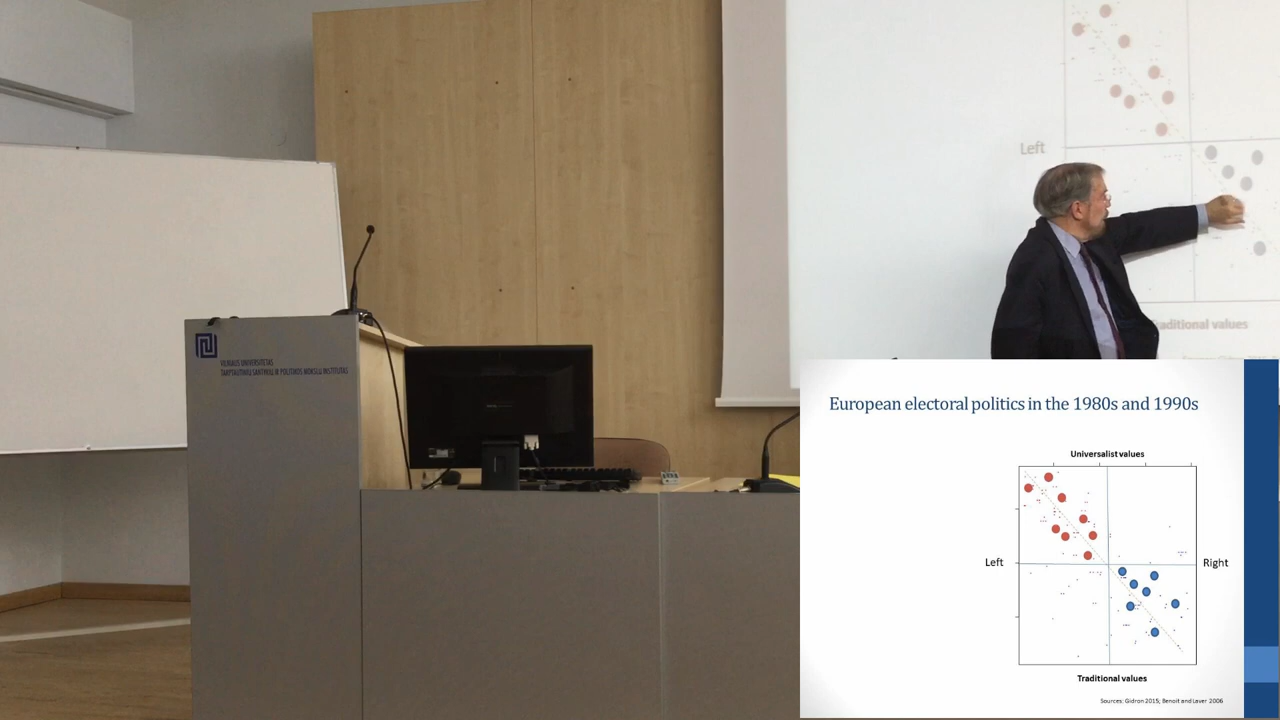 VILNIAUS UNIVERSITETAS
TARPTAUTINIŲ SANTYKIŲ IR POLITIKOS MOKSLŲ INSTITUTAS
Left
Traditional values
European electoral politics in the 1980s and 1990s
Universalist values
Left
Right
Traditional values
Sources: Gidron 2015; Benoit and Laver 2006